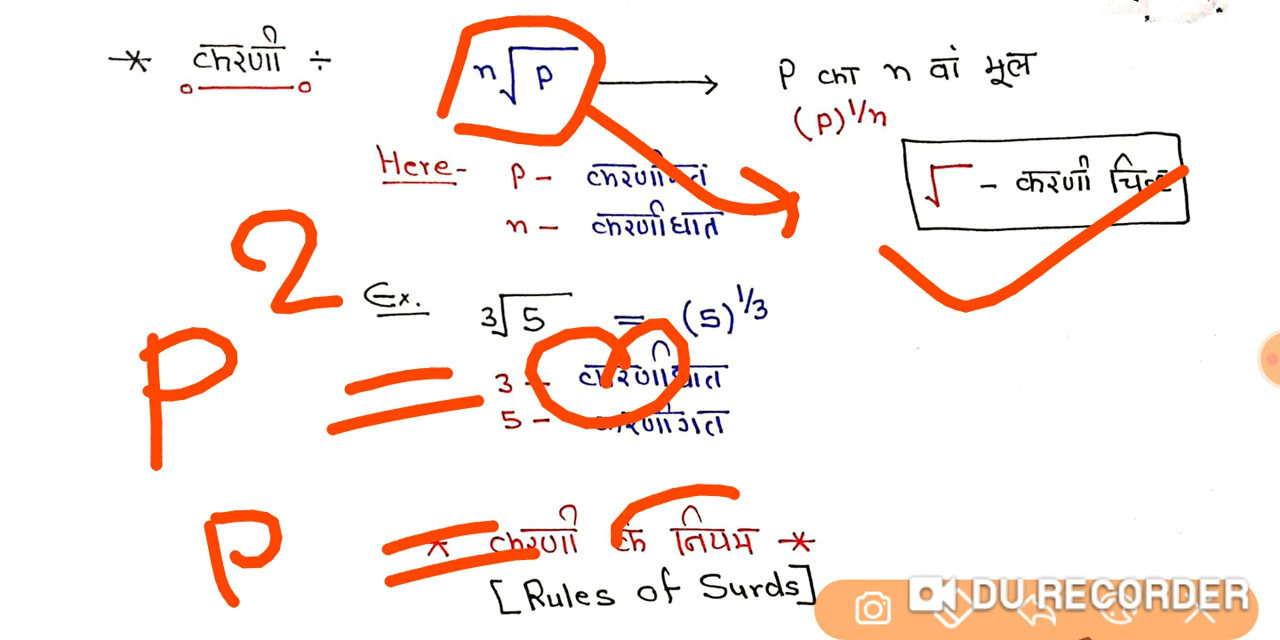 * करणी ÷ ⁿ√P → P का n वां मूल
(P)^1/n
Here- P - करणीगत
√ - करणी चिन्ह
n - करणीघात
2
Ex. ³√5 = (5)^1/3
P =
3 - करणीघात
5 - करणीगत
P =
* करणी के नियम *
[Rules of Surds]
DU RECORDER